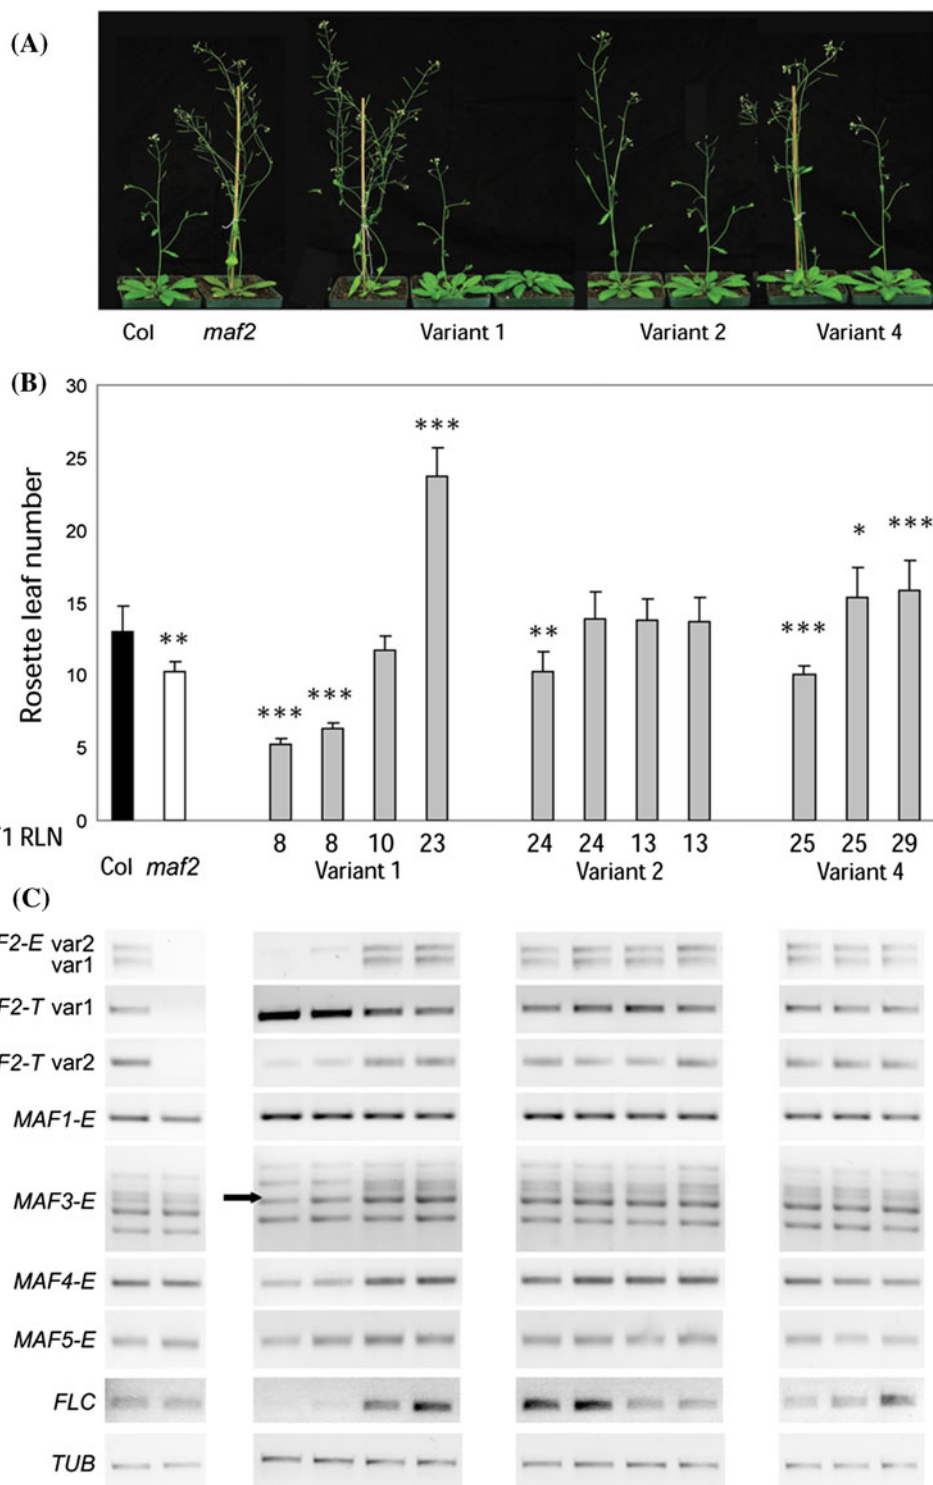 (A)
Col maf2 Variant 1 Variant 2 Variant 4
(B)
30
25
20
15
10
5
0
Rosette leaf number
** *** *** *** ** *** * ***
1 RLN 8 8 10 23 24 24 13 13 25 25 29
Col maf2 Variant 1 Variant 2 Variant 4
(C)
F2-E var2
var1
F2-T var1
F2-T var2
MAF1-E
MAF3-E
MAF4-E
MAF5-E
FLC
TUB